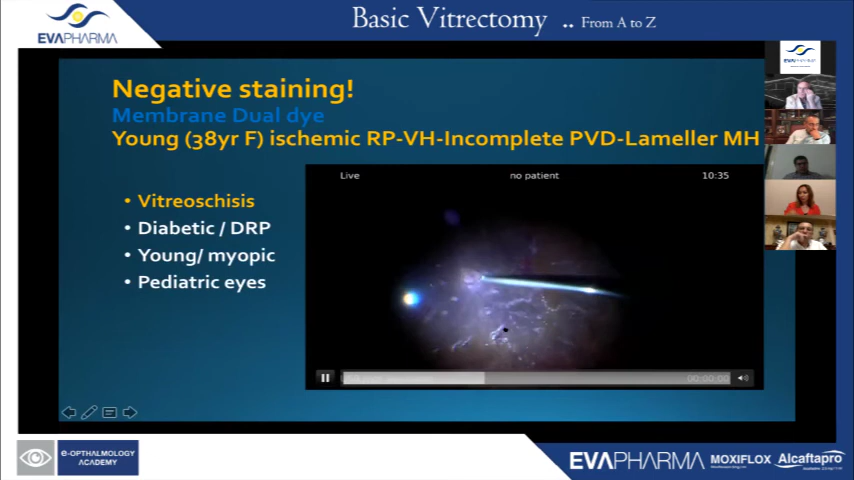 Basic Vitrectomy .. From A to Z
EVAPHARMA
EVAPHARMA
Negative staining!
Membrane Dual dye
Young (38yr F) ischemic RP-VH-Incomplete PVD-Lameller MH
Live no patient 10:35
• Vitreoschisis
• Diabetic / DRP
• Young/ myopic
• Pediatric eyes
00:00:00
e-OPTHALMOLOGY
ACADEMY
EVAPHARMA MOXIFLOX Alcaftapro